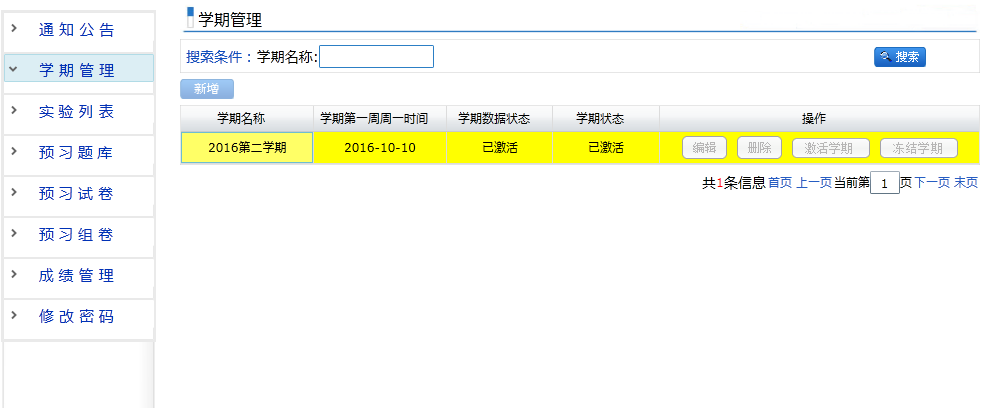 通知公告
学期管理
实验列表
预习题库
预习试卷
预习组卷
成绩管理
修改密码
学期管理
搜索条件：学期名称: 搜索
新增
学期名称 学期第一周周一时间 学期数据状态 学期状态 操作
2016第二学期 2016-10-10 已激活 已激活 编辑 删除 激活学期 冻结学期
共1条信息 首页 上一页 当前第 1 页 下一页 末页